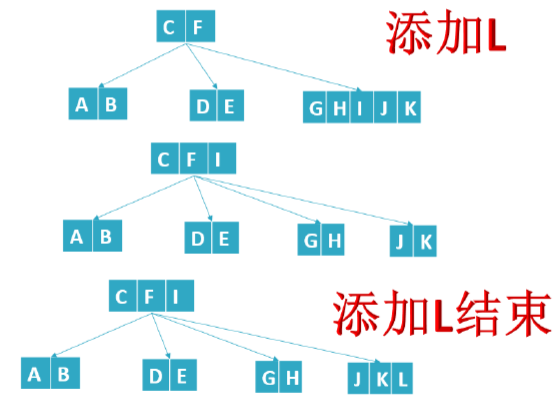 C F
添加L
A B
D E
G H I J K
C F I
A B
D E
G H
J K
C F I
添加L结束
A B
D E
G H
J K L